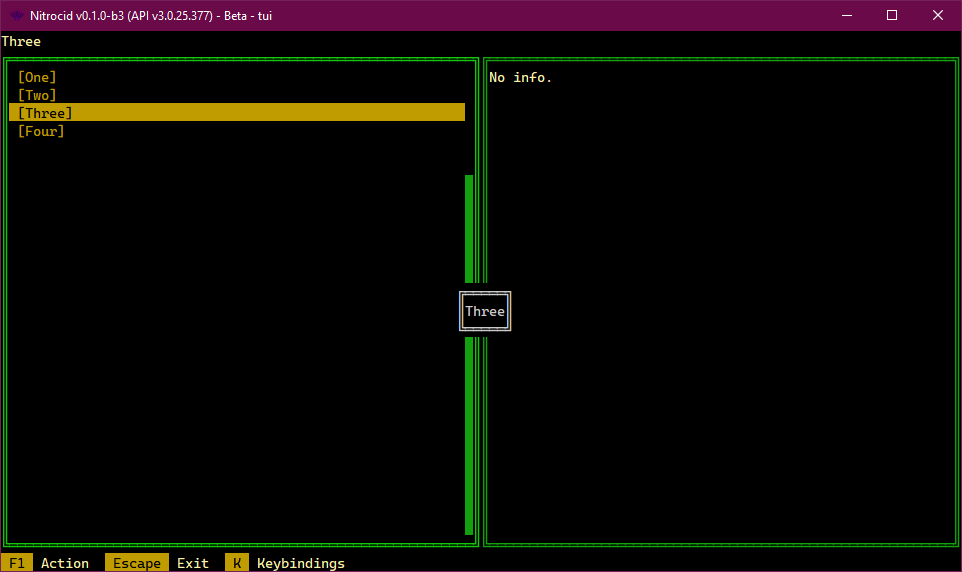 Nitrocid v0.1.0-b3 (API v3.0.25.377) - Beta - tui
Three
[One]
[Two]
[Three]
[Four]
No info.
Three
F1 Action Escape Exit K Keybindings